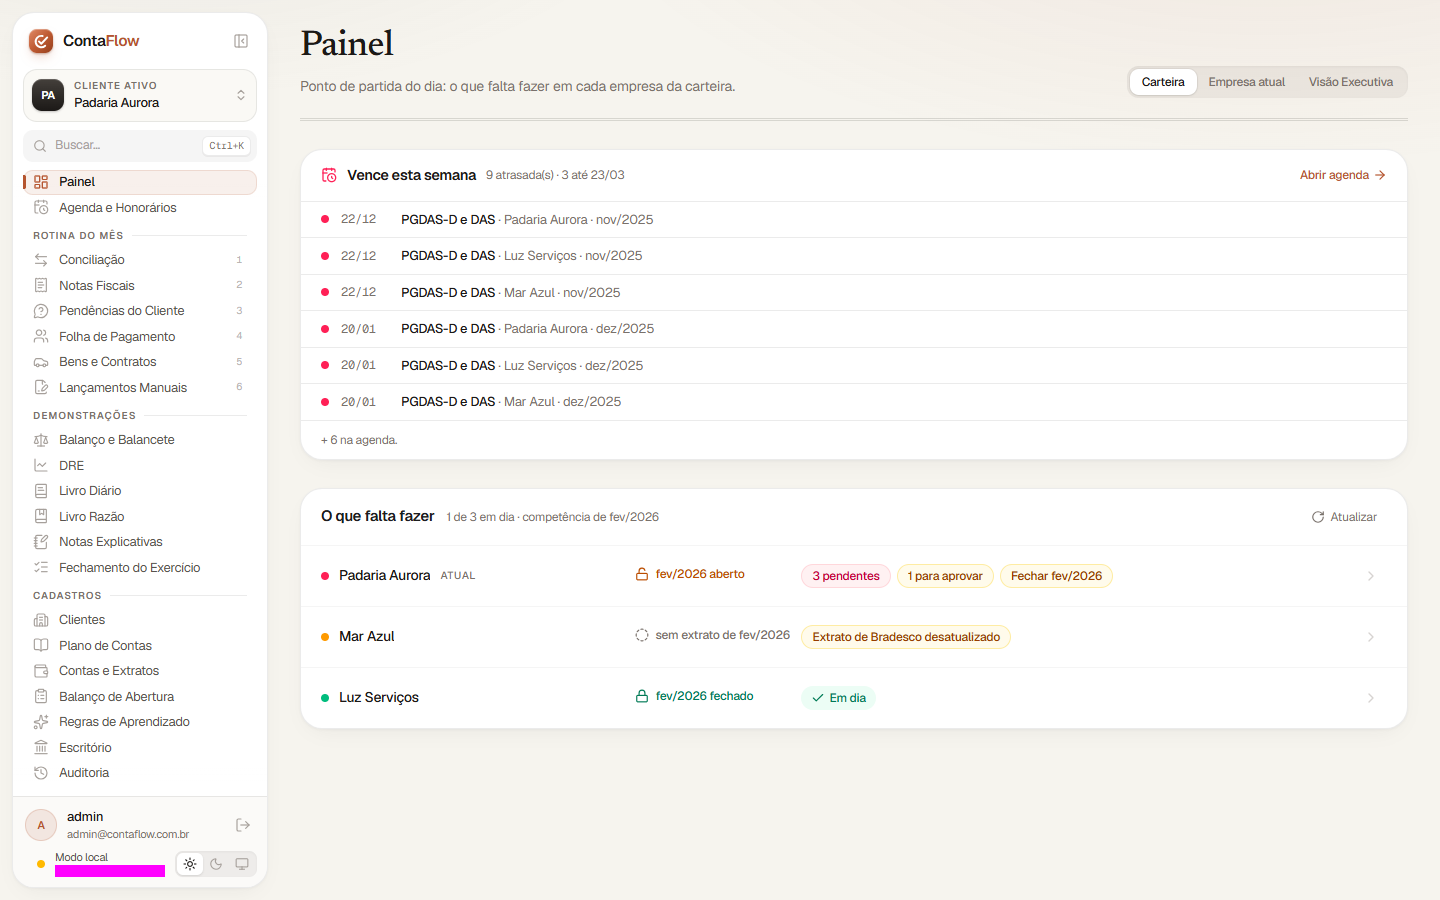 ContaFlow
PA
CLIENTE ATIVO
Padaria Aurora
Buscar...
Ctrl+K
Painel
Agenda e Honorários
ROTINA DO MÊS
Conciliação 1
Notas Fiscais 2
Pendências do Cliente 3
Folha de Pagamento 4
Bens e Contratos 5
Lançamentos Manuais 6
DEMONSTRAÇÕES
Balanço e Balancete
DRE
Livro Diário
Livro Razão
Notas Explicativas
Fechamento do Exercício
CADASTROS
Clientes
Plano de Contas
Contas e Extratos
Balanço de Abertura
Regras de Aprendizado
Escritório
Auditoria
A
admin
admin@contaflow.com.br
Modo local
Painel
Ponto de partida do dia: o que falta fazer em cada empresa da carteira.
Carteira Empresa atual Visão Executiva
Vence esta semana 9 atrasada(s) · 3 até 23/03 Abrir agenda
22/12 PGDAS-D e DAS · Padaria Aurora · nov/2025
22/12 PGDAS-D e DAS · Luz Serviços · nov/2025
22/12 PGDAS-D e DAS · Mar Azul · nov/2025
20/01 PGDAS-D e DAS · Padaria Aurora · dez/2025
20/01 PGDAS-D e DAS · Luz Serviços · dez/2025
20/01 PGDAS-D e DAS · Mar Azul · dez/2025
+ 6 na agenda.
O que falta fazer 1 de 3 em dia · competência de fev/2026 Atualizar
Padaria Aurora ATUAL fev/2026 aberto 3 pendentes 1 para aprovar Fechar fev/2026
Mar Azul sem extrato de fev/2026 Extrato de Bradesco desatualizado
Luz Serviços fev/2026 fechado Em dia